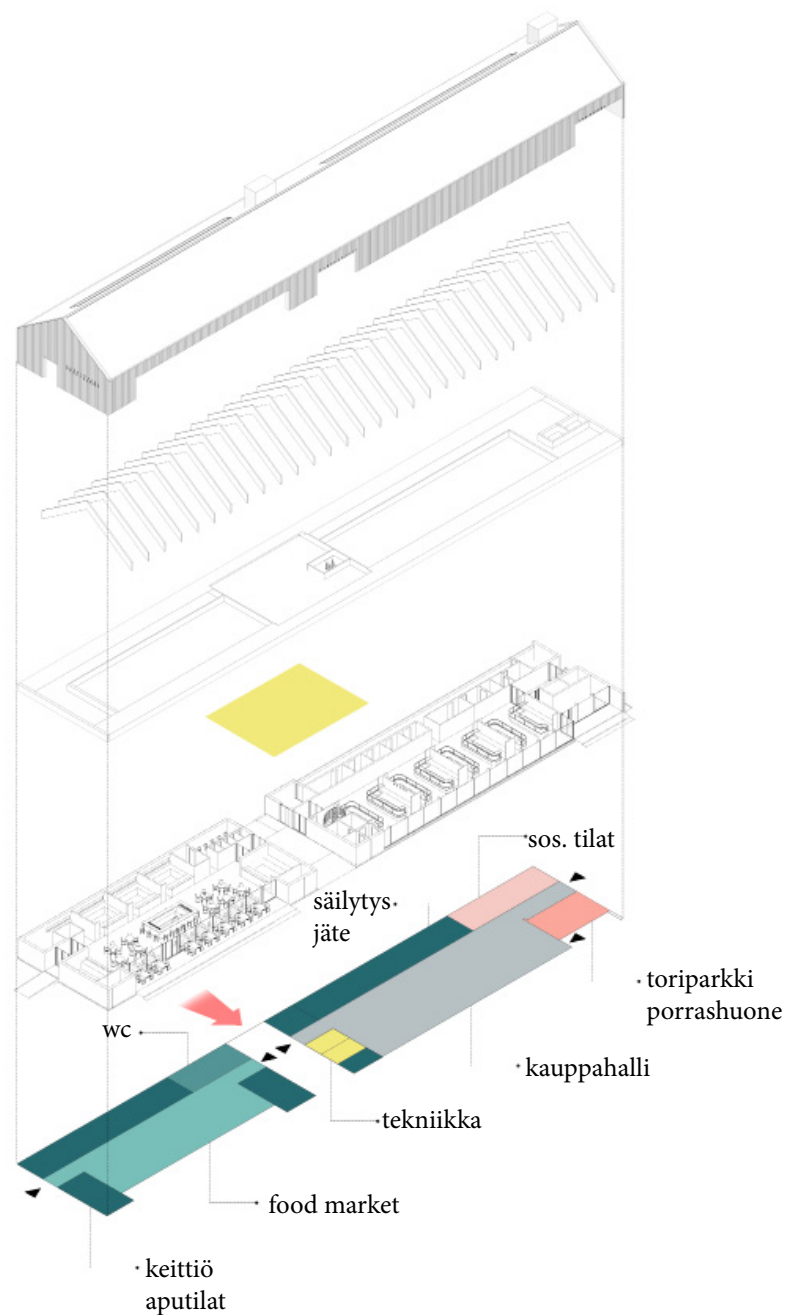 sos. tilat
säilytys
jäte
toriparkki
porrashuone
wc
kauppahalli
tekniikka
food market
keittiö
aputilat